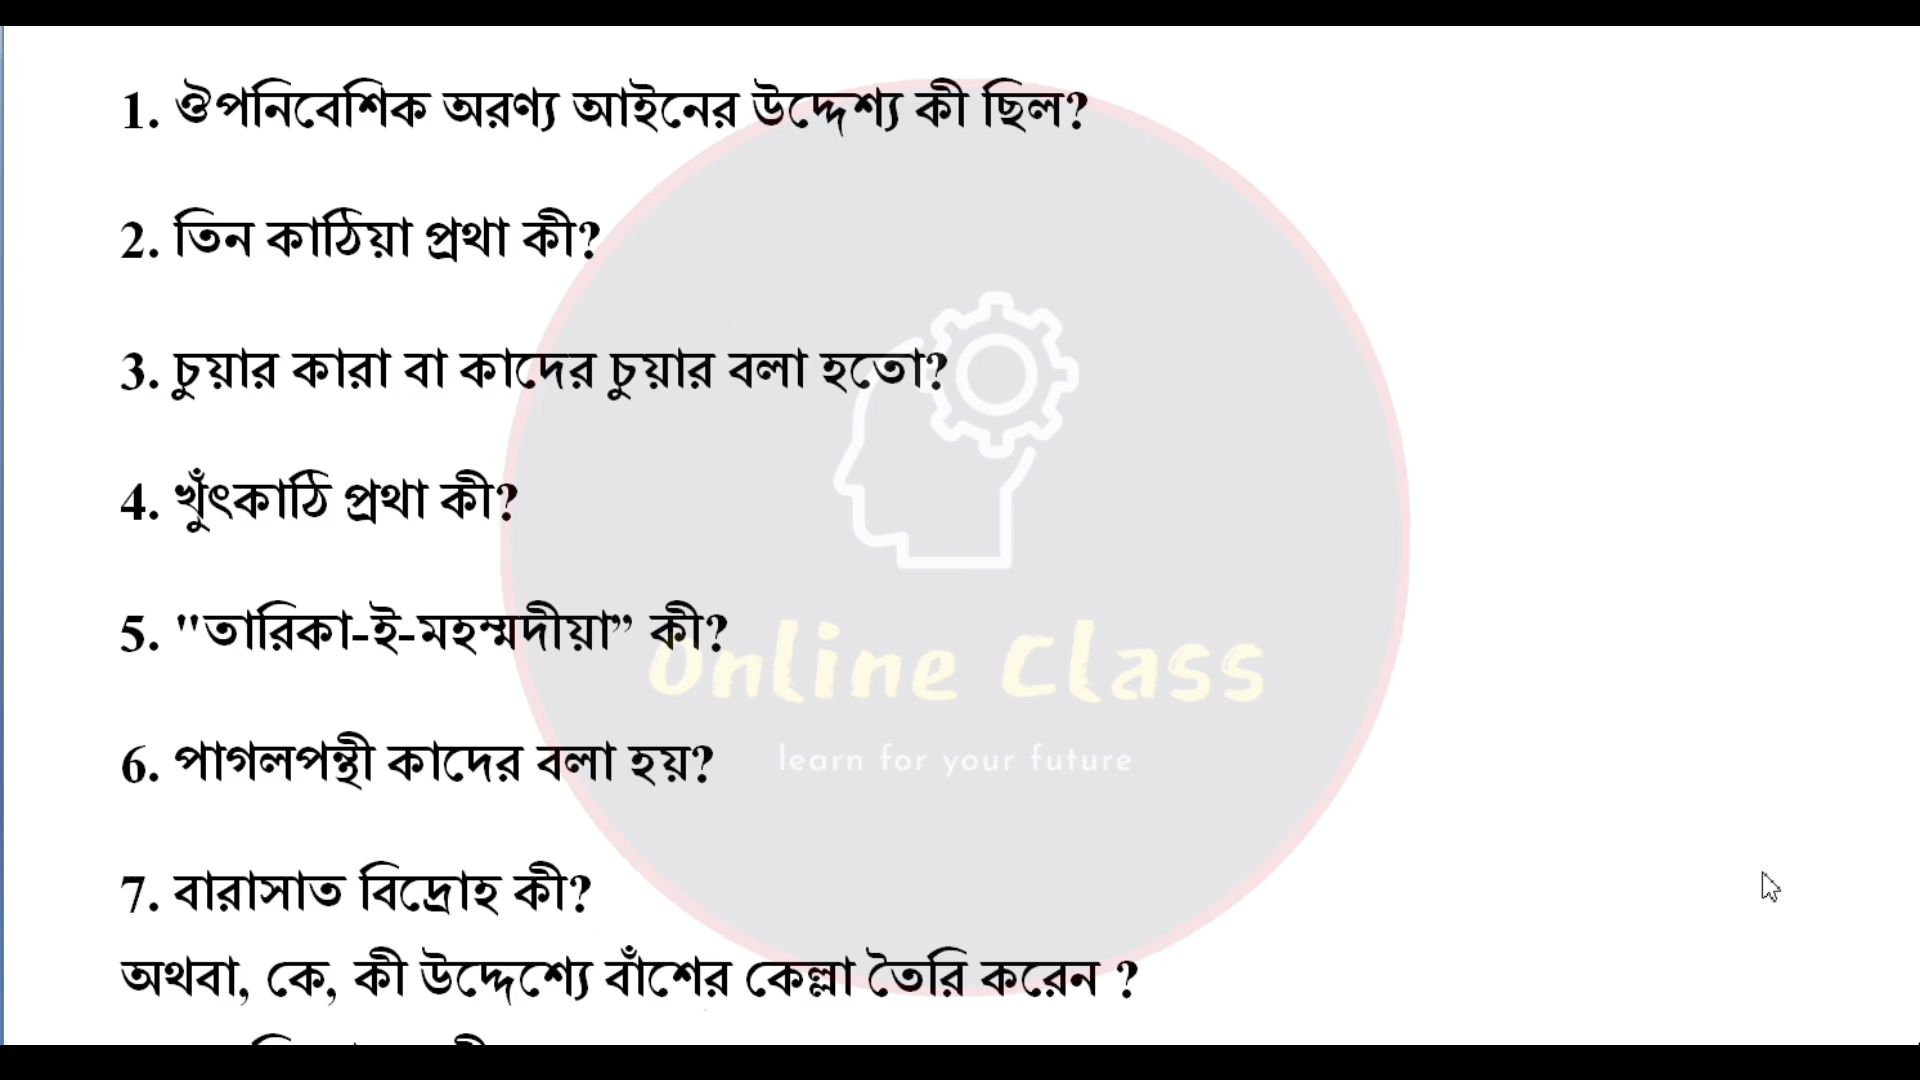 1. ঔপনিবেশিক অরণ্য আইনের উদ্দেশ্য কী ছিল?
2. তিন কাঠিয়া প্রথা কী?
3. চুয়ার কারা বা কাদের চুয়ার বলা হতো?
4. খুঁৎকাঠি প্রথা কী?
5. "তারিকা-ই-মহম্মদীয়া” কী?
Online Class
6. পাগলপন্থী কাদের বলা হয়?
learn for your future
7. বারাসাত বিদ্রোহ কী?
অথবা, কে, কী উদ্দেশ্যে বাঁশের কেল্লা তৈরি করেন ?